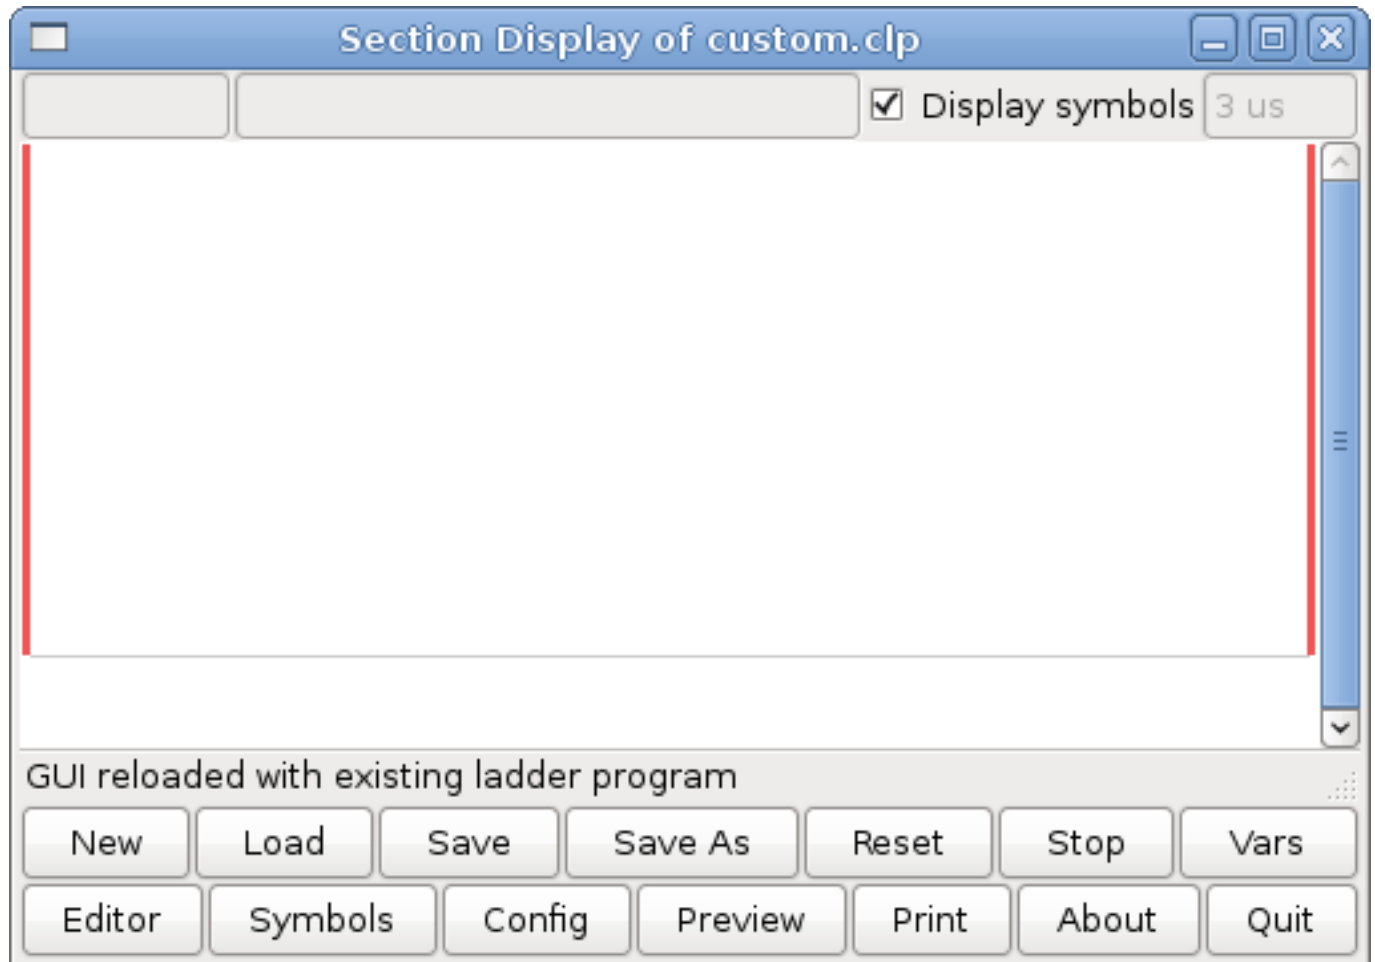 Section Display of custom.clp
Display symbols 3 us
GUI reloaded with existing ladder program
New Load Save Save As Reset Stop Vars
Editor Symbols Config Preview Print About Quit